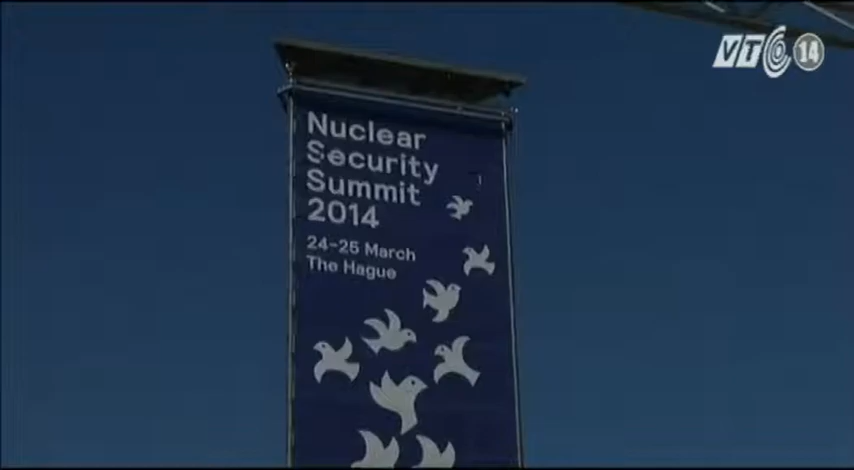 Nuclear
Security
Summit
2014
24-25 March
The Hague
VTC 14